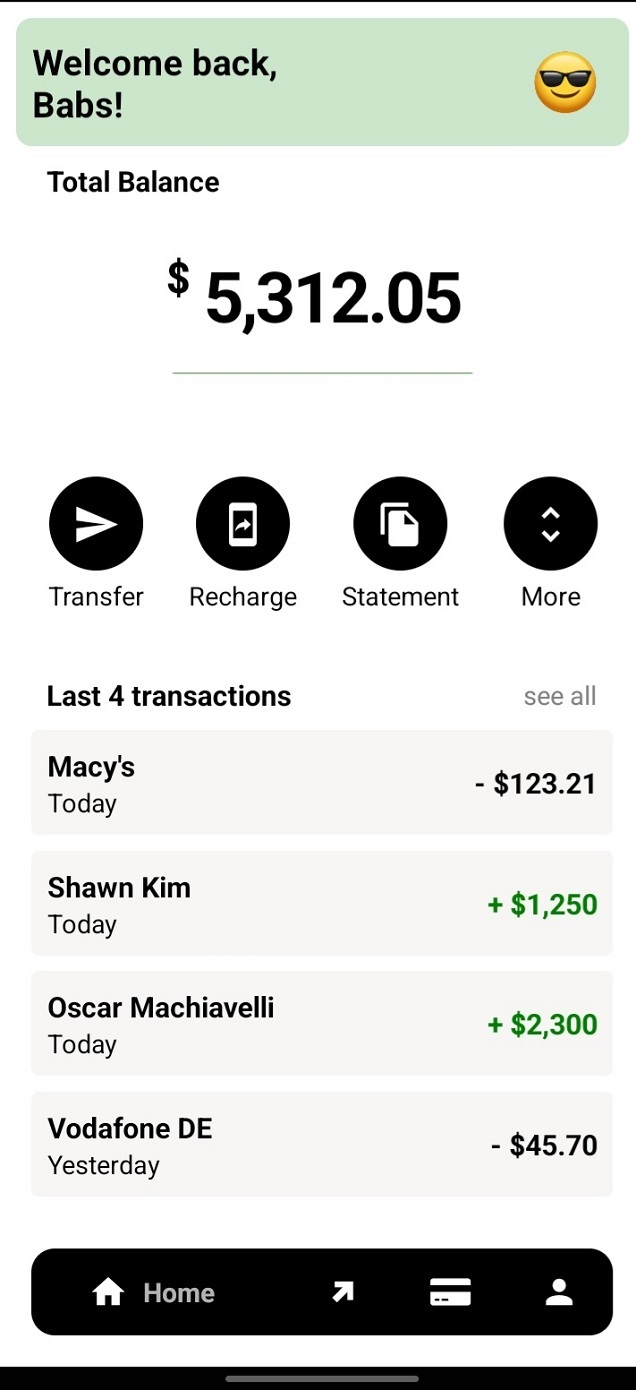 Welcome back,
Babs!
Total Balance
$ 5,312.05
Transfer Recharge Statement More
Last 4 transactions see all
Macy's
Today
- $123.21
Shawn Kim
Today
+ $1,250
Oscar Machiavelli
Today
+ $2,300
Vodafone DE
Yesterday
- $45.70
Home